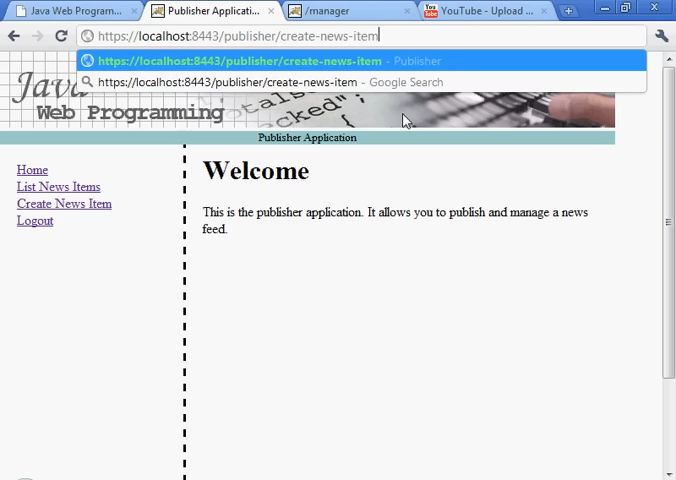 Java Web Program...
Publisher Applicati...
/manager
YouTube - Upload ...
https://localhost:8443/publisher/create-news-item
https://localhost:8443/publisher/create-news-item - Publisher
https://localhost:8443/publisher/create-news-item - Google Search
Java
Web Programming
Publisher Application
Home
List News Items
Create News Item
Logout
Welcome
This is the publisher application. It allows you to publish and manage a news
feed.